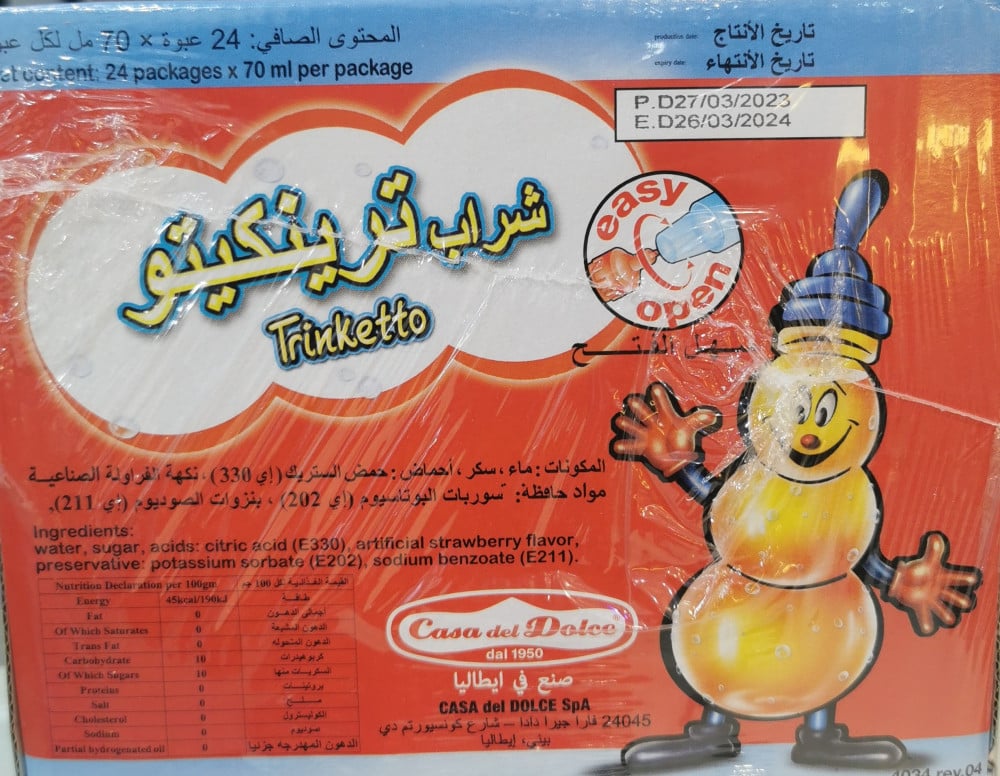 المحتوى الصافي: 24 عبوة × 70 مل لكل
content: 24 packages x 70 ml per package
production date: تاريخ الأنتاج
expiry date: تاريخ الأنتهاء
P.D27/03/2023
E.D26/03/2024
شراب ترينكيتو
Trinketto
easy
open
سهل الفتح
المكونات: ماء، سكر، أحماض: حمض الستريك (إي 330)، نكهة الفراولة الصناعية
مواد حافظة: سوربات البوتاسيوم (إي 202)، بنزوات الصوديوم (إي 211).
Ingredients:
water, sugar, acids: citric acid (E330), artificial strawberry flavor,
preservative: potassium sorbate (E202), sodium benzoate (E211).
Nutrition Declaration per 100gm القيمة الغذائية لكل 100 جم
Energy 45kcal/190kJ طاقة
Fat 0 إجمالى الدهون
Of Which Saturates 0 الدهون المشبعة
Trans Fat 0 الدهون المتحوله
Carbohydrate 10 كربوهيدرات
Of Which Sugars 10 السكريات منها
Proteins 0 بروتينات
Salt 0 ملح
Cholesterol 0 الكوليسترول
Sodium 0 صوديوم
Partial hydrogenated oil 0 الدهون المهدرجه جزئيا
Casa del Dolce
dal 1950
صنع في ايطاليا
CASA del DOLCE SpA
24045 فارا جيرا دادا – شارع كونسيورتم دي
بيني، إيطاليا
4034 rev.04